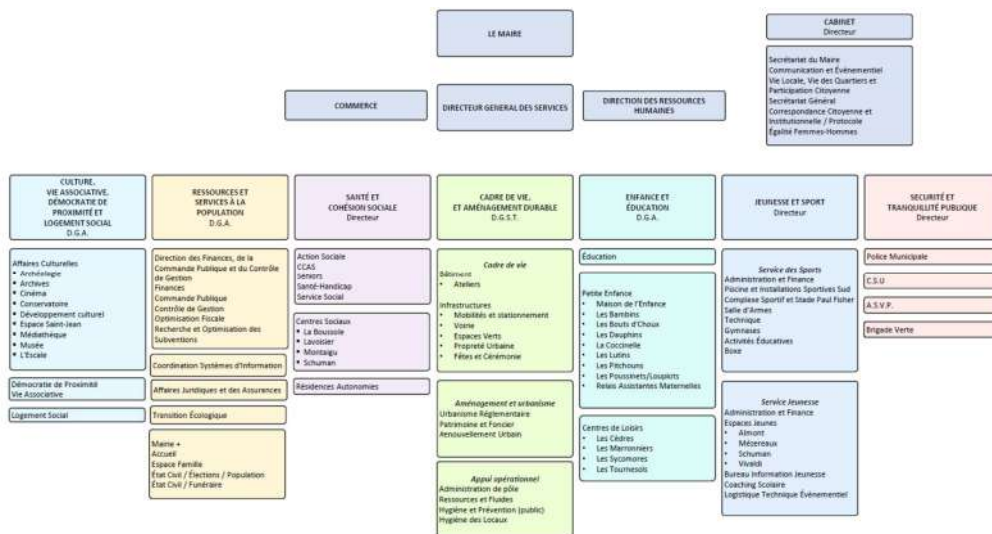 LE MAIRE
CABINET
Directeur
Secrétariat du Maire
Communication et Événementiel
Vie Locale, Vie des Quartiers et
Participation Citoyenne
Secrétariat Général
Correspondance Citoyenne et
Institutionnelle / Protocole
Égalité Femmes-Hommes
COMMERCE
DIRECTEUR GENERAL DES SERVICES
DIRECTION DES RESSOURCES
HUMAINES
CULTURE,
VIE ASSOCIATIVE,
DÉMOCRATIE DE
PROXIMITÉ ET
LOGEMENT SOCIAL
D.G.A.
Affaires Culturelles
• Archéologie
• Archives
• Cinéma
• Conservatoire
• Développement culturel
• Espace Saint-Jean
• Médiathèque
• Musée
• L'Escale
Démocratie de Proximité
Vie Associative
Logement Social
RESSOURCES ET
SERVICES À LA
POPULATION
D.G.A.
Direction des Finances, de la
Commande Publique et du Contrôle
de Gestion
Finances
Commande Publique
Contrôle de Gestion
Optimisation Fiscale
Recherche et Optimisation des
Subventions
Coordination Systèmes d'Information
Affaires Juridiques et des Assurances
Transition Écologique
Mairie +
Accueil
Espace Famille
État Civil / Élections / Population
État Civil / Funéraire
SANTÉ ET
COHÉSION SOCIALE
Directeur
Action Sociale
CCAS
Seniors
Santé-Handicap
Service Social
Centres Sociaux
• La Boussole
• Lavoisier
• Montaigu
• Schuman
Résidences Autonomies
CADRE DE VIE,
ET AMÉNAGEMENT DURABLE
D.G.S.T.
Cadre de vie
Bâtiment
• Ateliers
Infrastructures
• Mobilités et stationnement
• Voirie
• Espaces Verts
• Propreté Urbaine
• Fêtes et Cérémonie
Aménagement et urbanisme
Urbanisme Réglementaire
Patrimoine et Foncier
Renouvellement Urbain
Appui opérationnel
Administration de pôle
Ressources et Fluides
Hygiène et Prévention (public)
Hygiène des Locaux
ENFANCE ET
ÉDUCATION
D.G.A.
Éducation
Petite Enfance
• Maison de l'Enfance
• Les Bambins
• Les Bouts d'Choux
• Les Dauphins
• La Coccinelle
• Les Lutins
• Les Pitchouns
• Les Poussinets/Loupiots
• Relais Assistantes Maternelles
Centres de Loisirs
• Les Cèdres
• Les Marronniers
• Les Sycomores
• Les Tournesols
JEUNESSE ET SPORT
Directeur
Service des Sports
Administration et Finance
Piscine et Installations Sportives Sud
Complexe Sportif et Stade Paul Fisher
Salle d'Armes
Technique
Gymnases
Activités Éducatives
Boxe
Service Jeunesse
Administration et Finance
Espaces Jeunes
• Almont
• Mézereaux
• Schuman
• Vivaldi
Bureau Information Jeunesse
Coaching Scolaire
Logistique Technique Événementiel
SECURITÉ ET
TRANQUILITÉ PUBLIQUE
Directeur
Police Municipale
C.S.U
A.S.V.P.
Brigade Verte